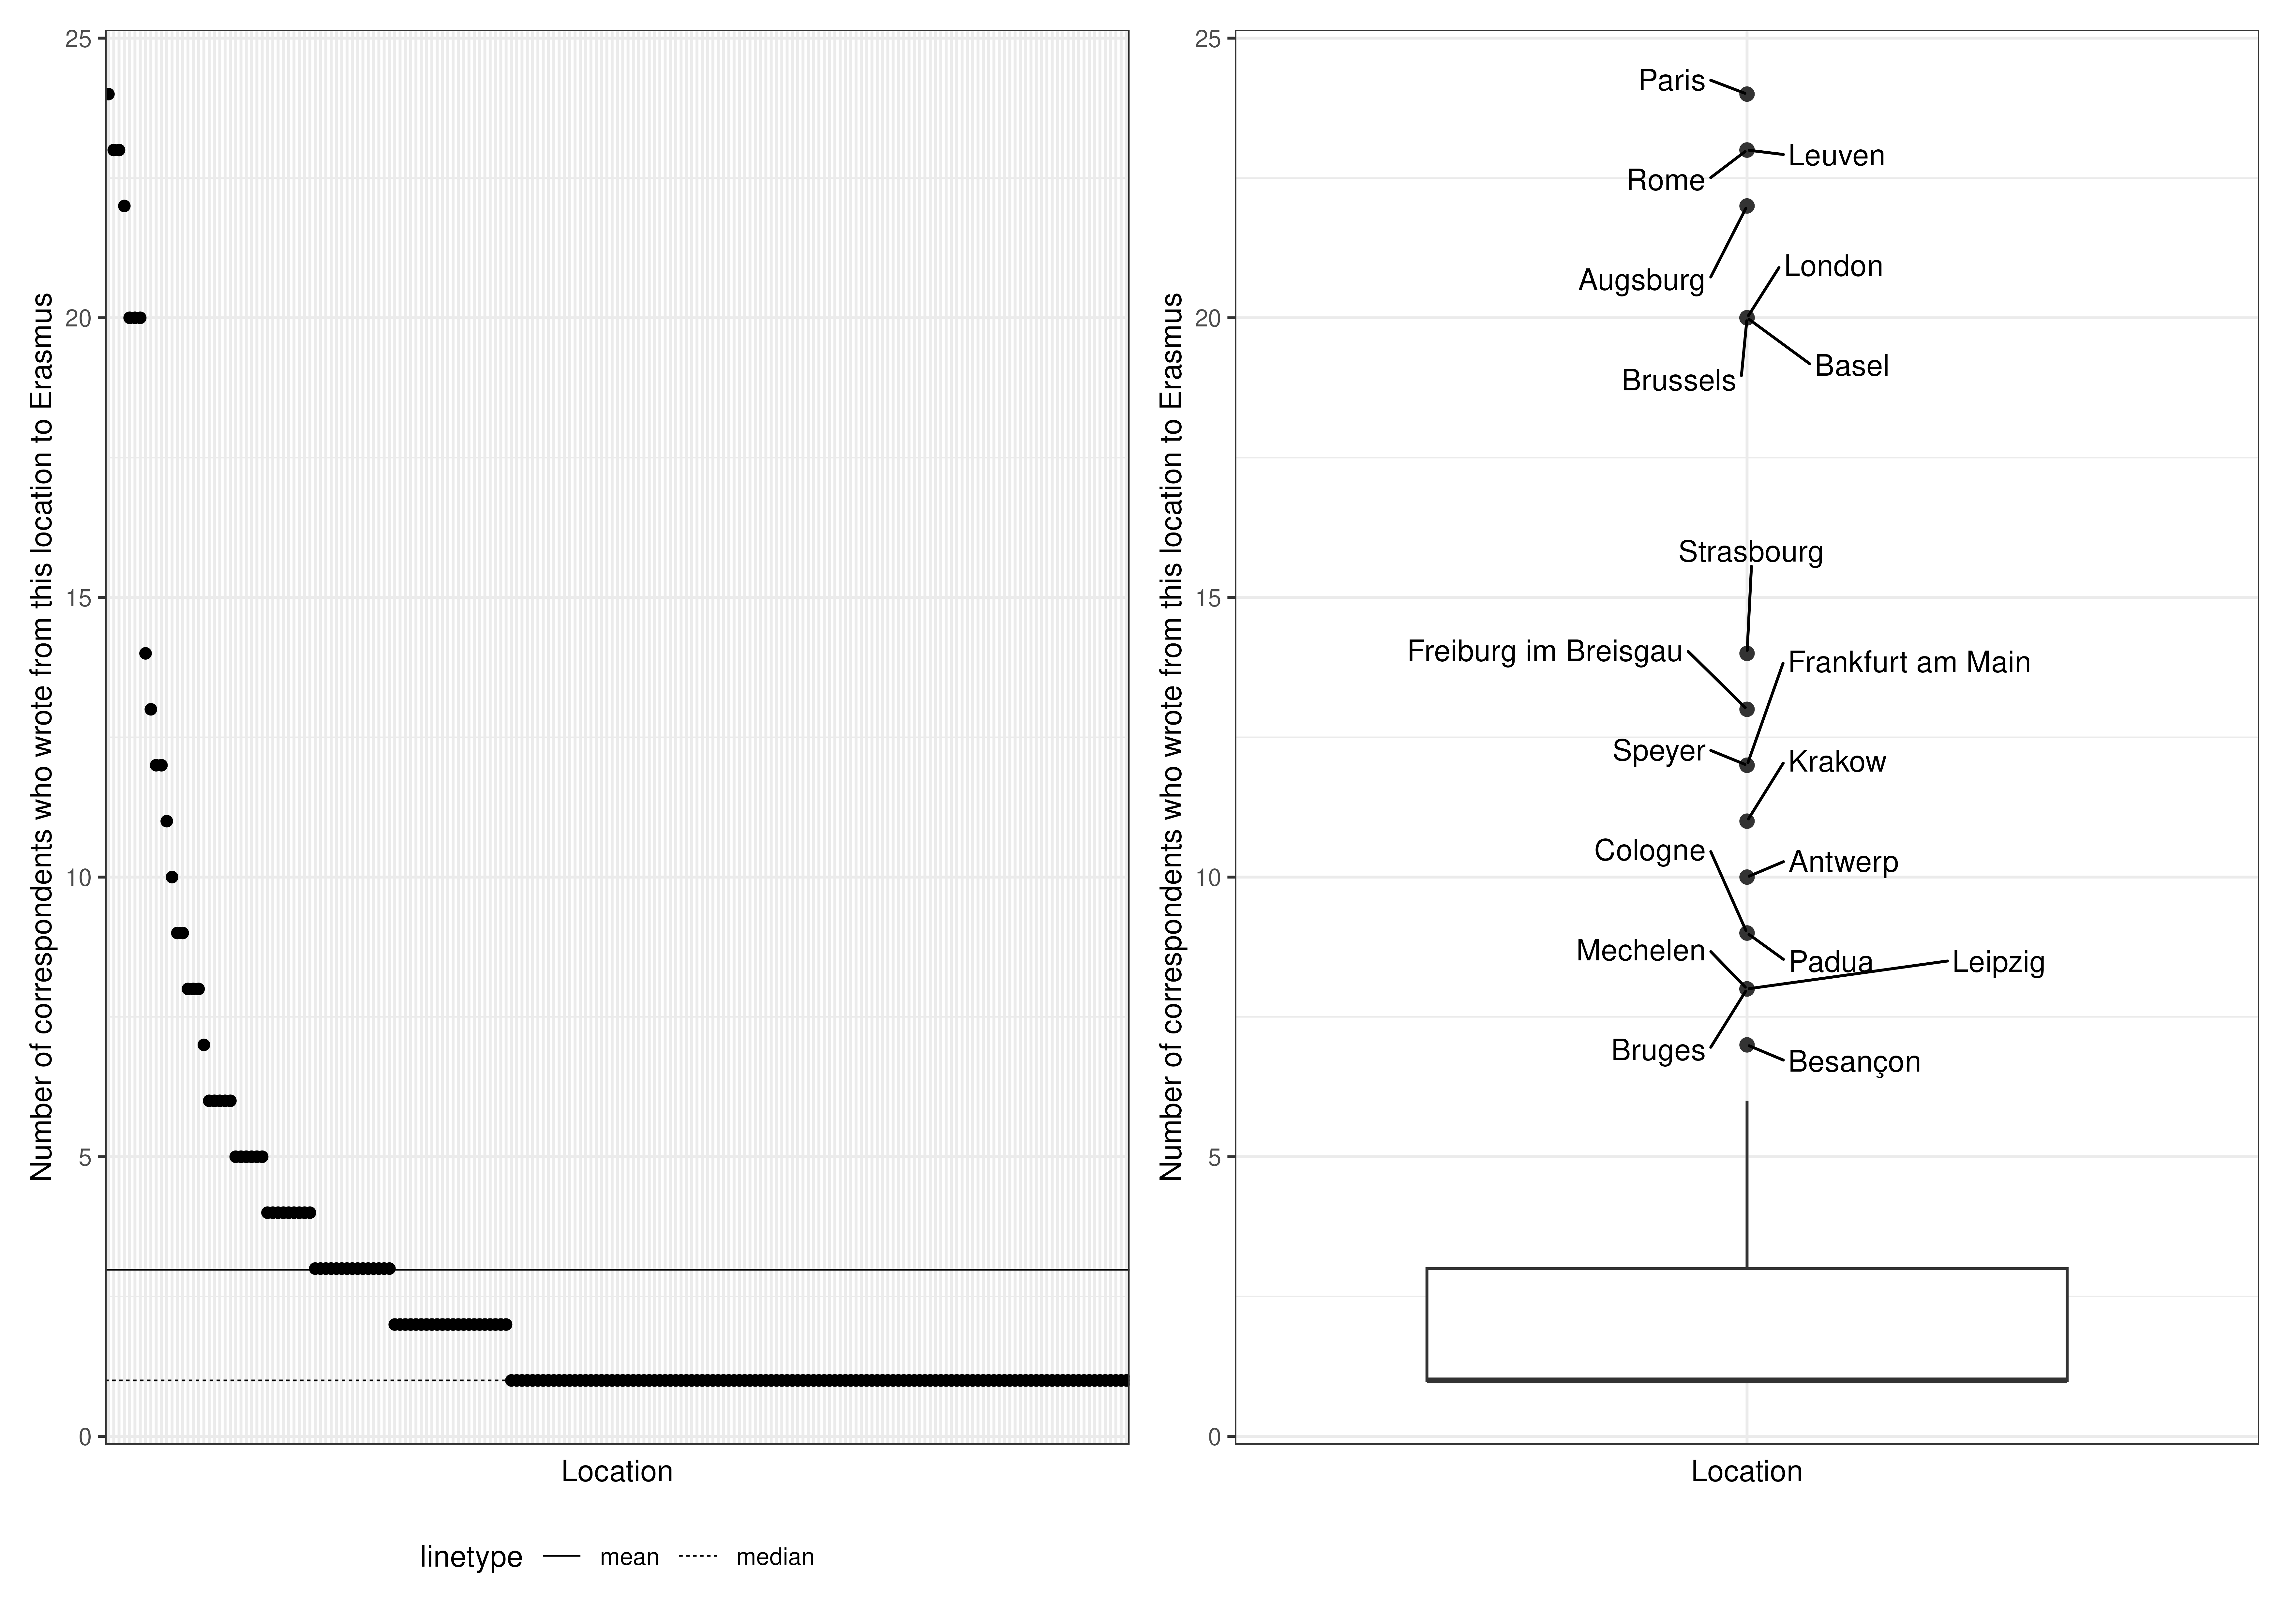 Number of correspondents who wrote from this location to Erasmus
25
20
15
10
5
0
Location
linetype mean median
Number of correspondents who wrote from this location to Erasmus
25
20
15
10
5
0
Paris
Leuven
Rome
London
Augsburg
Basel
Brussels
Strasbourg
Freiburg im Breisgau
Frankfurt am Main
Speyer
Krakow
Cologne
Antwerp
Mechelen
Padua
Leipzig
Bruges
Besançon
Location